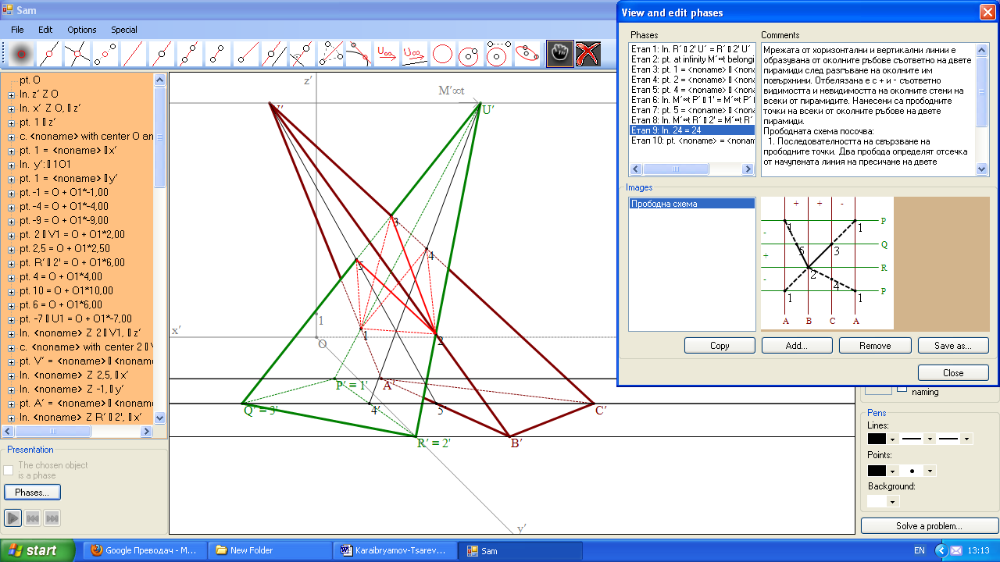 Sam
File Edit Options Special
pt. O
ln. z′ Z O
ln. x′ Z O, z′
pt. 1 z′
c. <noname> with center O an
pt. 1 = <noname> x′
ln. y′: 1O1
pt. 1 = <noname> y′
pt. -1 = O + O1*-1,00
pt. -4 = O + O1*-4,00
pt. -9 = O + O1*-9,00
pt. 2 V1 = O + O1*2,00
pt. 2,5 = O + O1*2,50
pt. R′ 2' = O + O1*6,00
pt. 4 = O + O1*4,00
pt. 10 = O + O1*10,00
pt. 6 = O + O1*6,00
pt. -7 U1 = O + O1*-7,00
ln. <noname> Z 2 V1, z′
c. <noname> with center 2
pt. V′ = <noname> <noname
ln. <noname> Z 2,5, x′
ln. <noname> Z -1, y′
pt. A′ = <noname> <noname
ln. <noname> Z R′ 2', x′
Presentation
The chosen object
is a phase
Phases...
z′
M′∞t
V′
U′
3
4
5
1
1
2
x′
O
P′ ≡ 1'
A′
Q′ ≡ 3'
4′
5′
C′
R′ ≡ 2'
B′
y′
View and edit phases
Phases
Етап 1: ln. R′ 2'U′ = R′ 2'U′
Етап 2: pt. at infinity M′∞t belongi
Етап 3: pt. 1 = <noname> <nona
Етап 4: pt. 2 = <noname> <nona
Етап 5: pt. 4 = <noname> <nona
Етап 6: ln. M′∞t P′ 1' = M′∞t P′
Етап 7: pt. 5 = <noname> <nona
Етап 8: ln. M′∞t R′ 2' = M′∞t R′
Етап 9: ln. 24 = 24
Етап 10: pt. <noname> = <nonam
Comments
Мрежата от хоризонтални и вертикални линии е
образувана от околните ръбове съотвтно на двете
пирамиди след разгъване на околните им
повърхнини. Отбелязана е с + и - съответно
видимостта и невидимостта на околните стени на
всеки от пирамидите. Нанесени са прободните
точки на всеки от околните ръбове на двете
пирамиди.
Прободната схема посочва:
1. Последователността на свързване на
прободните точки. Два пробода определят отсечка
от начупената линия на пресичане на двете
Images
Прободна схема
+ + -
1 1 P
-
5 3 Q
+
2 R
-
4
1 1 P
A B C A
Copy Add... Remove Save as...
Close
naming
Pens
Lines:
Points:
Background:
Solve a problem...
start
Google Преводач - M...
New Folder
Karaibryamov-Tsarev...
Sam
EN
13:13